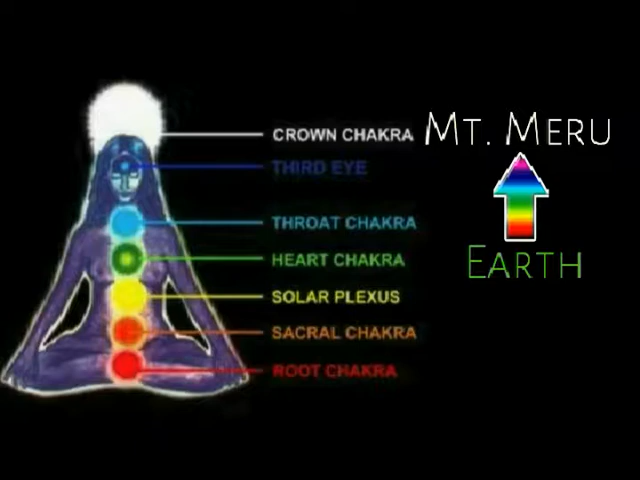 CROWN CHAKRA
MT. MERU
THIRD EYE
THROAT CHAKRA
HEART CHAKRA
EARTH
SOLAR PLEXUS
SACRAL CHAKRA
ROOT CHAKRA